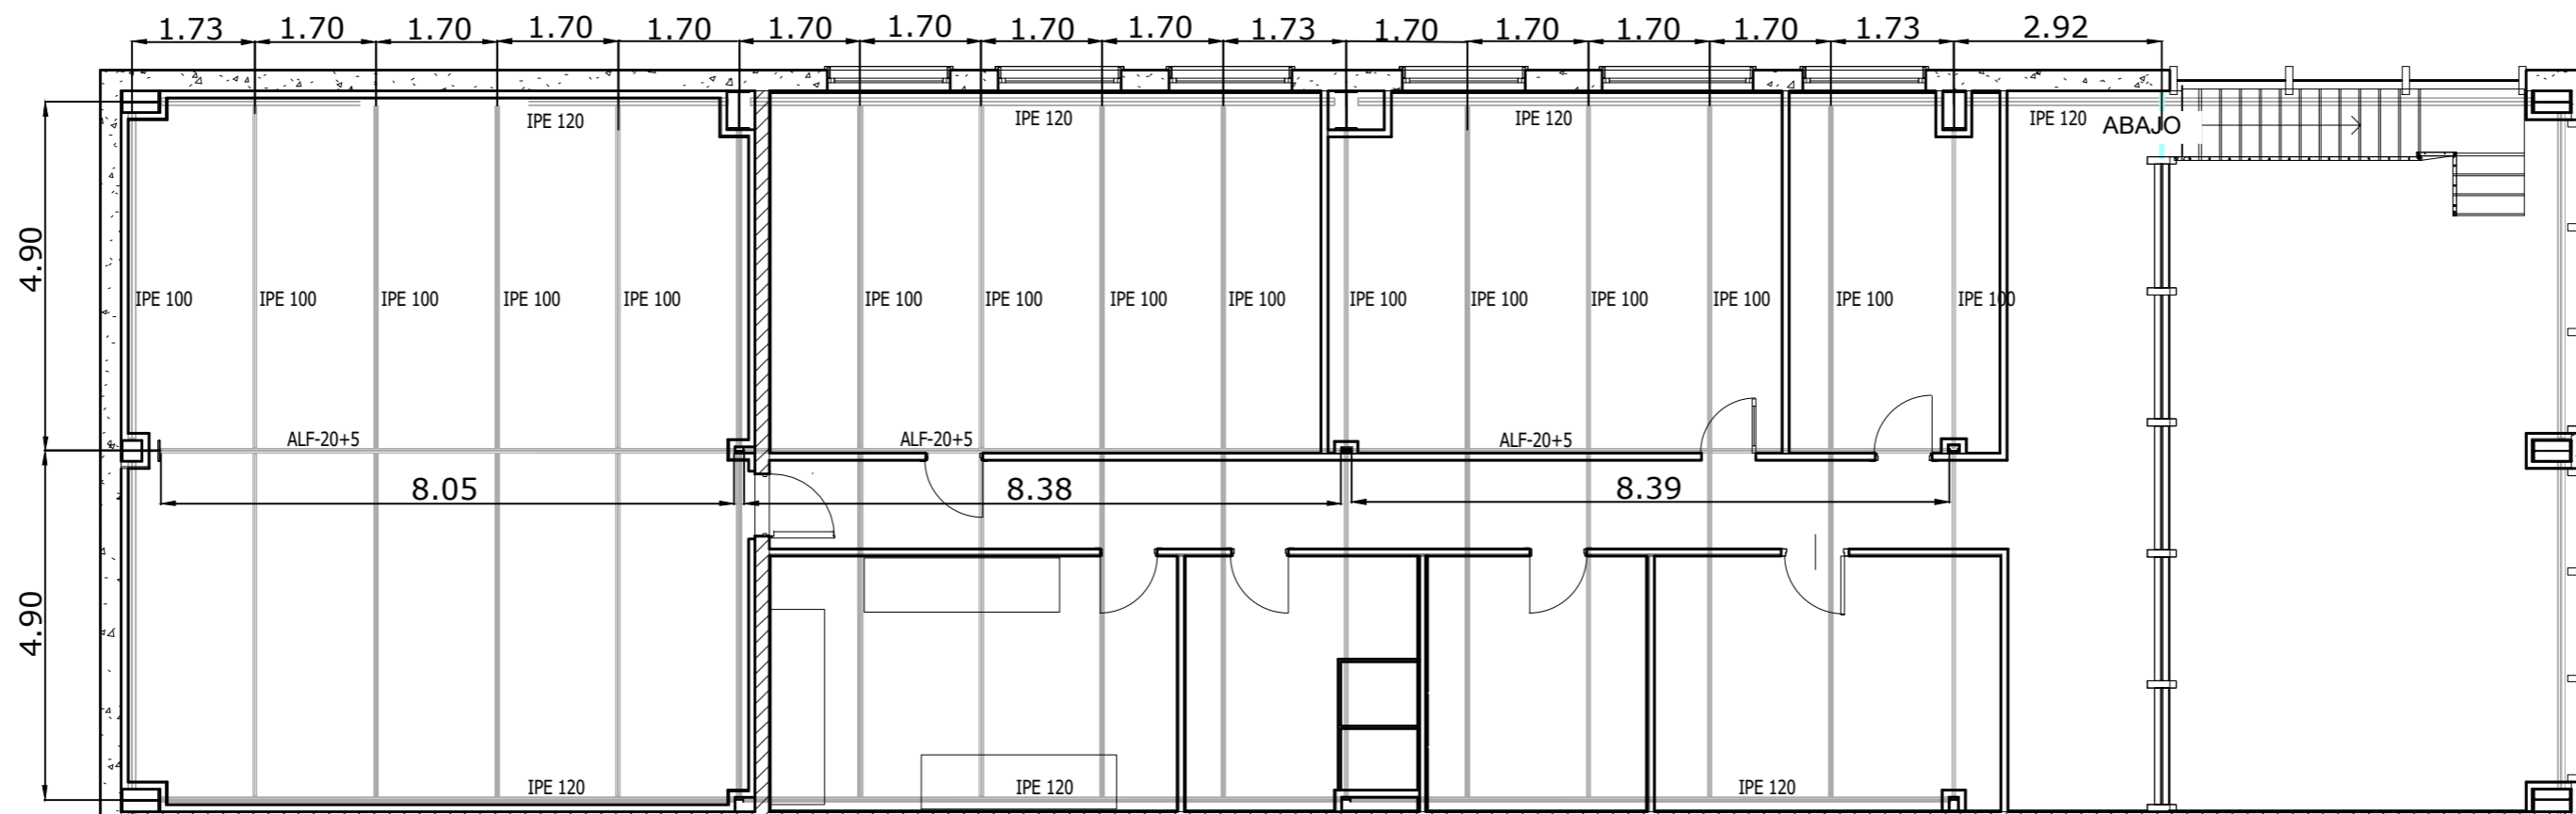 1.73 1.70 1.70 1.70 1.70 1.70 1.70 1.70 1.70 1.73 1.70 1.70 1.70 1.70 1.73 2.92
IPE 120 IPE 120 IPE 120 IPE 120 ABAJO
4.90
IPE 100 IPE 100 IPE 100 IPE 100 IPE 100 IPE 100 IPE 100 IPE 100 IPE 100 IPE 100 IPE 100 IPE 100 IPE 100 IPE 100 IPE 100
ALF-20+5 ALF-20+5 ALF-20+5
8.05 8.38 8.39
4.90
IPE 120 IPE 120 IPE 120